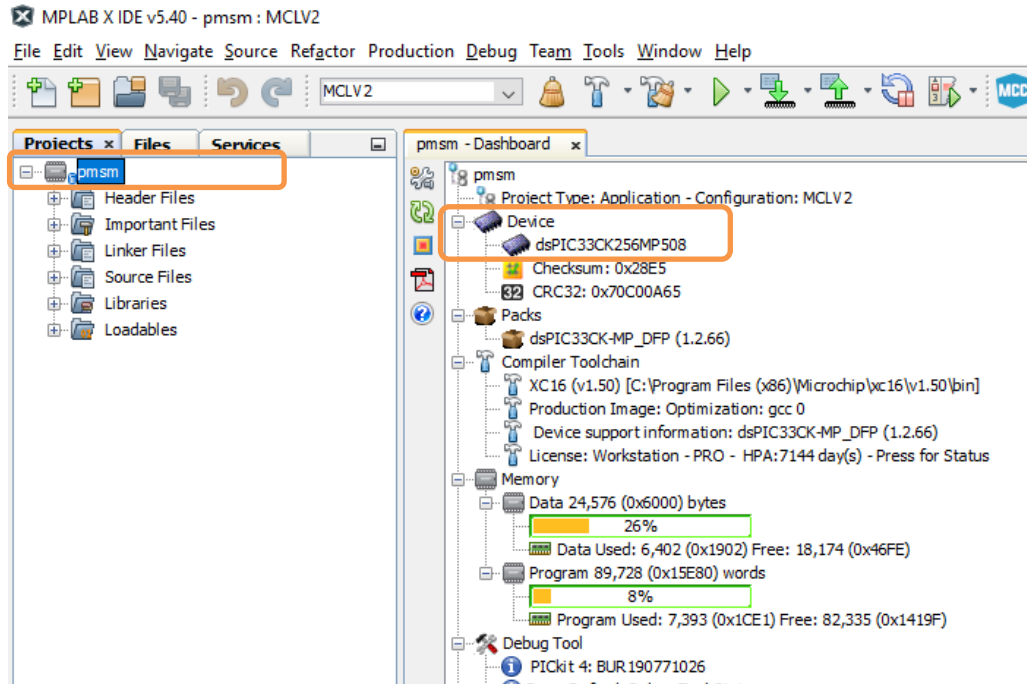 MPLAB X IDE v5.40 - pmsm : MCLV2
File Edit View Navigate Source Refactor Production Debug Team Tools Window Help
MCLV2
MCC
Projects × Files Services
pmsm - Dashboard ×
pmsm
Header Files
Important Files
Linker Files
Source Files
Libraries
Loadables
pmsm
Project Type: Application - Configuration: MCLV2
Device
dsPIC33CK256MP508
Checksum: 0x28E5
32 CRC32: 0x70C00A65
Packs
dsPIC33CK-MP_DFP (1.2.66)
Compiler Toolchain
XC16 (v1.50) [C:\Program Files (x86)\Microchip\xc16\v1.50\bin]
Production Image: Optimization: gcc 0
Device support information: dsPIC33CK-MP_DFP (1.2.66)
License: Workstation - PRO - HPA:7144 day(s) - Press for Status
Memory
Data 24,576 (0x6000) bytes
26%
Data Used: 6,402 (0x1902) Free: 18,174 (0x46FE)
Program 89,728 (0x15E80) words
8%
Program Used: 7,393 (0x1CE1) Free: 82,335 (0x1419F)
Debug Tool
PICkit 4: BUR190771026